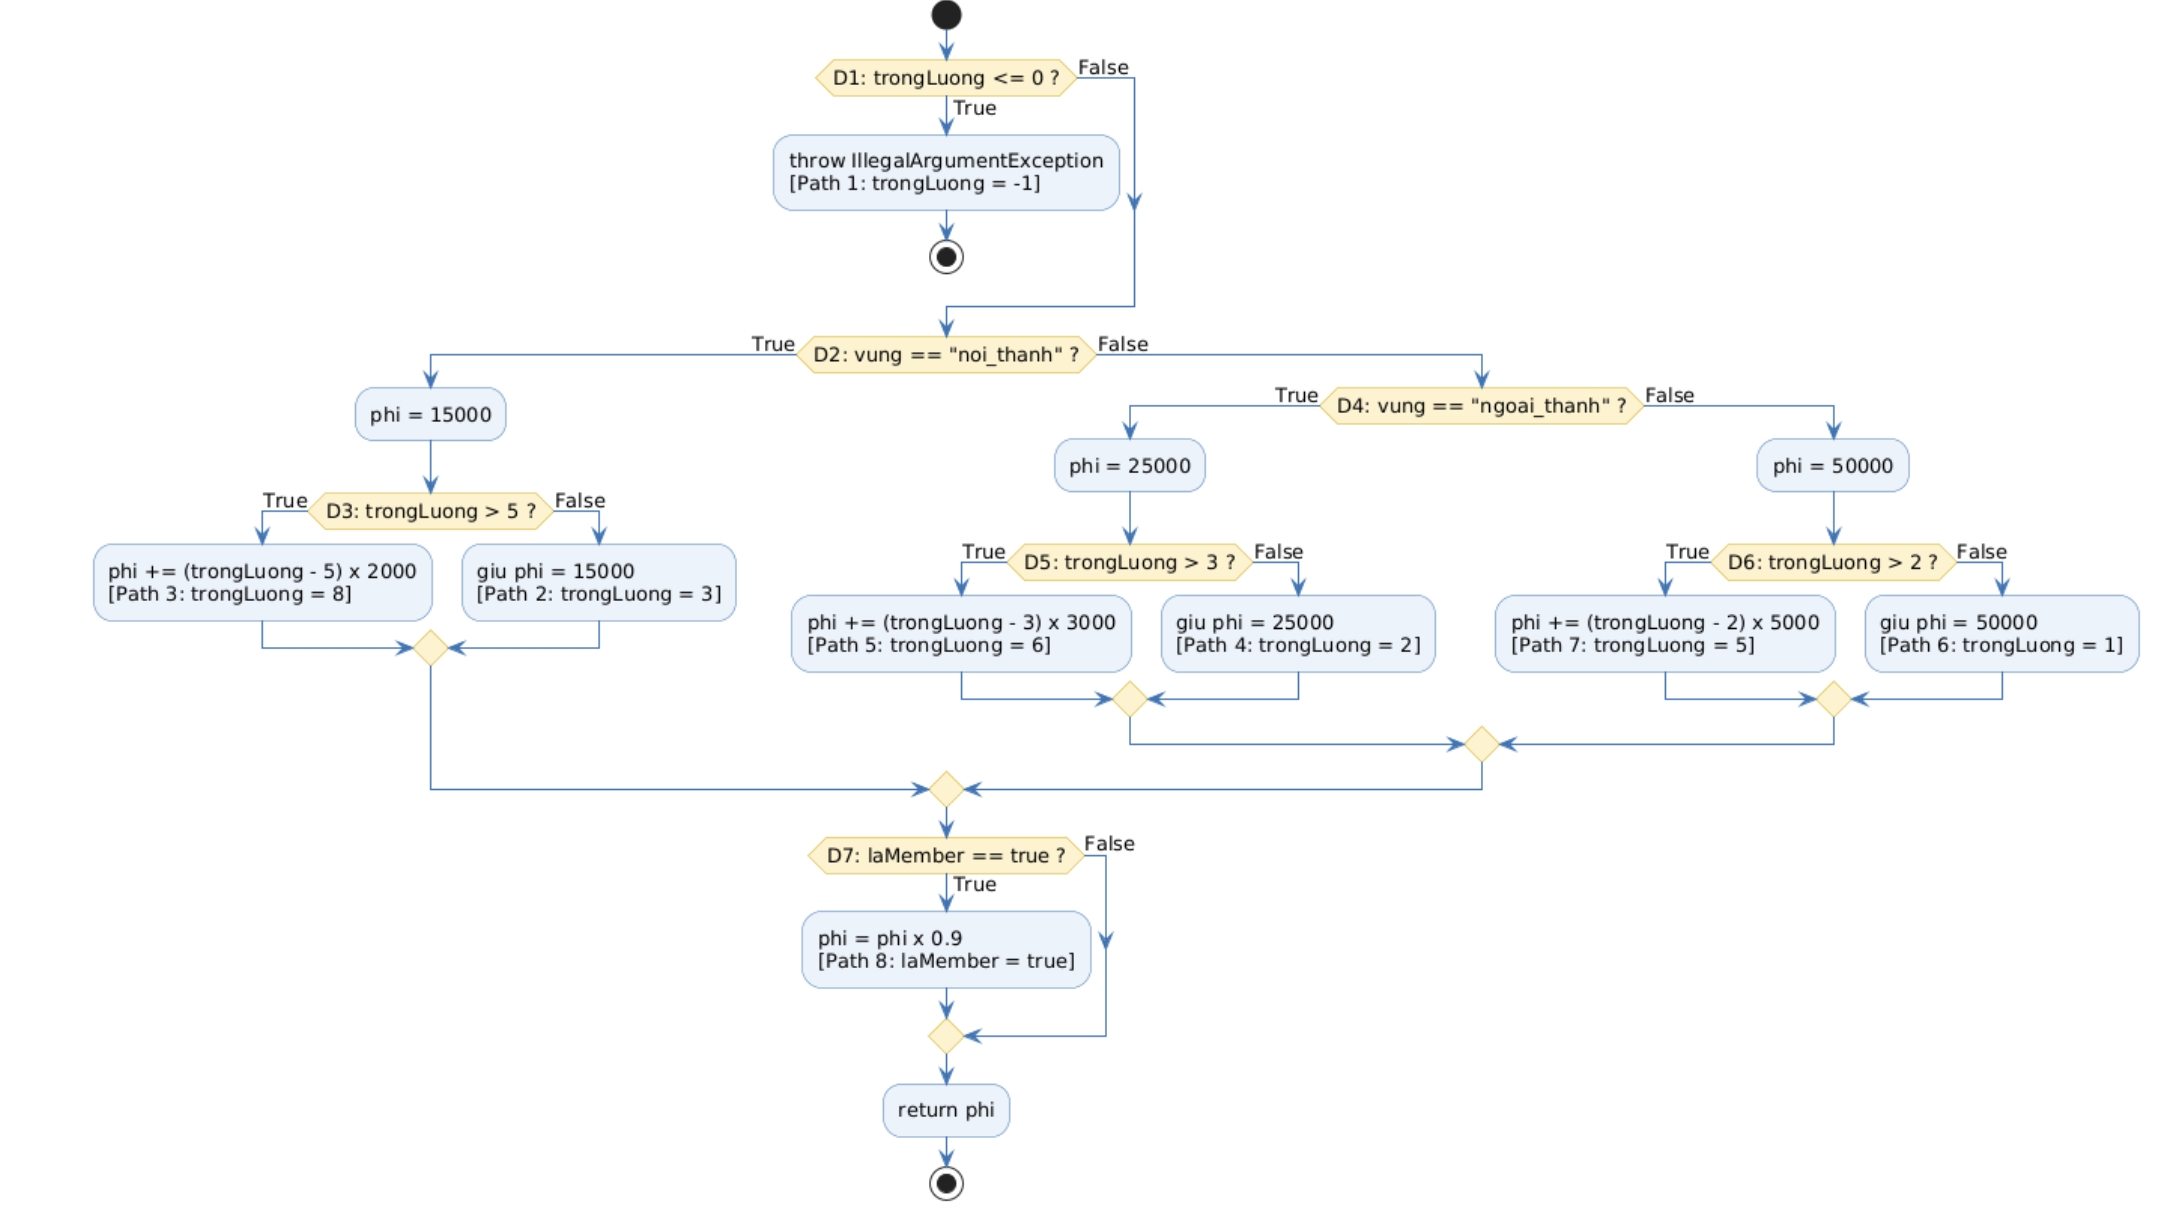 D1: trongLuong <= 0 ?
False
True
throw IllegalArgumentException
[Path 1: trongLuong = -1]
True
D2: vung == "noi_thanh" ?
False
phi = 15000
True
D4: vung == "ngoai_thanh" ?
False
phi = 25000
phi = 50000
True
D3: trongLuong > 5 ?
False
phi += (trongLuong - 5) x 2000
[Path 3: trongLuong = 8]
giu phi = 15000
[Path 2: trongLuong = 3]
True
D5: trongLuong > 3 ?
False
phi += (trongLuong - 3) x 3000
[Path 5: trongLuong = 6]
giu phi = 25000
[Path 4: trongLuong = 2]
True
D6: trongLuong > 2 ?
False
phi += (trongLuong - 2) x 5000
[Path 7: trongLuong = 5]
giu phi = 50000
[Path 6: trongLuong = 1]
D7: laMember == true ?
False
True
phi = phi x 0.9
[Path 8: laMember = true]
return phi